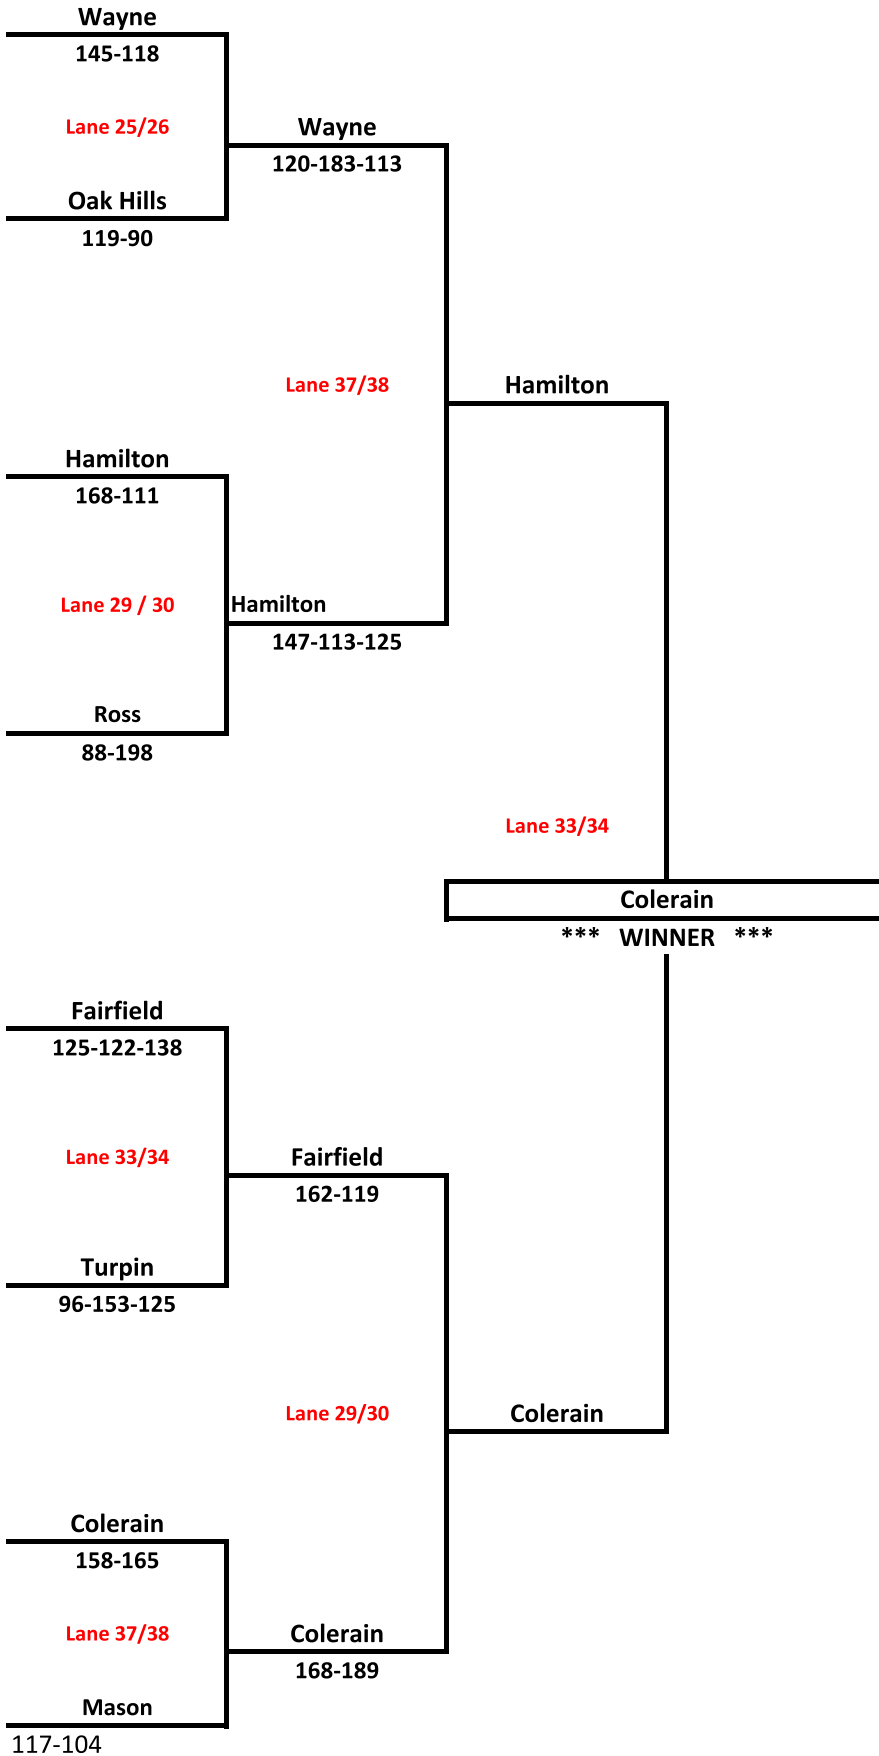 Wayne
145-118
Lane 25/26
Wayne
120-183-113
Oak Hills
119-90
Lane 37/38
Hamilton
Hamilton
168-111
Lane 29 / 30
Hamilton
147-113-125
Ross
88-198
Lane 33/34
Colerain
*** WINNER ***
Fairfield
125-122-138
Lane 33/34
Fairfield
162-119
Turpin
96-153-125
Lane 29/30
Colerain
Colerain
158-165
Lane 37/38
Colerain
168-189
Mason
117-104